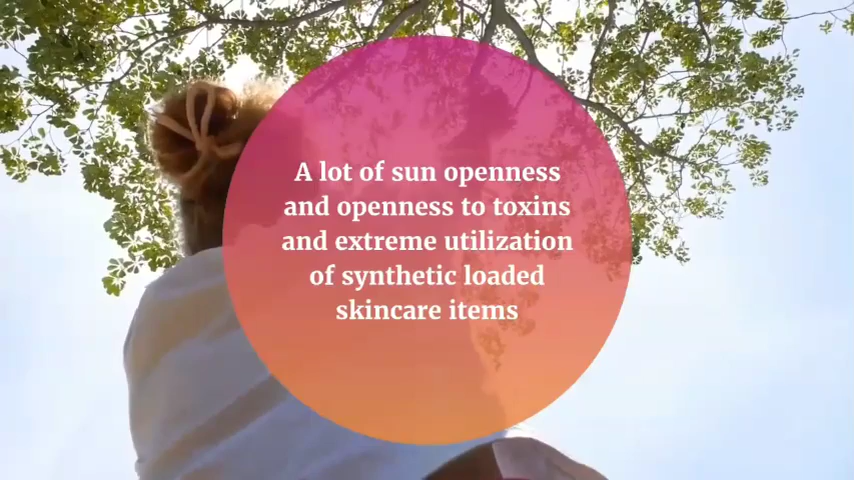 A lot of sun openness
and openness to toxins
and extreme utilization
of synthetic loaded
skincare items